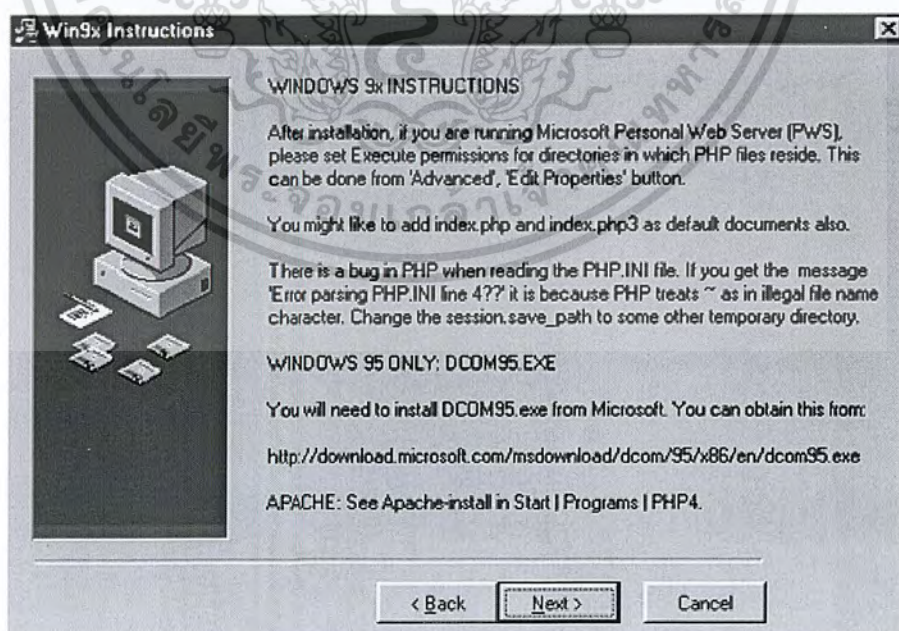 Win9x Instructions
WINDOWS 9x INSTRUCTIONS
After installation, if you are running Microsoft Personal Web Server (PWS),
please set Execute permissions for directories in which PHP files reside. This
can be done from 'Advanced', 'Edit Properties' button.
You might like to add index.php and index.php3 as default documents also.
There is a bug in PHP when reading the PHP.INI file. If you get the message
'Error parsing PHP.INI line 4??' it is because PHP treats ~ as in illegal file name
character. Change the session.save_path to some other temporary directory.
WINDOWS 95 ONLY: DCOM95.EXE
You will need to install DCOM95.exe from Microsoft. You can obtain this from:
http://download.microsoft.com/msdownload/dcom/95/x86/en/dcom95.exe
APACHE: See Apache-install in Start | Programs | PHP4.
< Back
Next >
Cancel